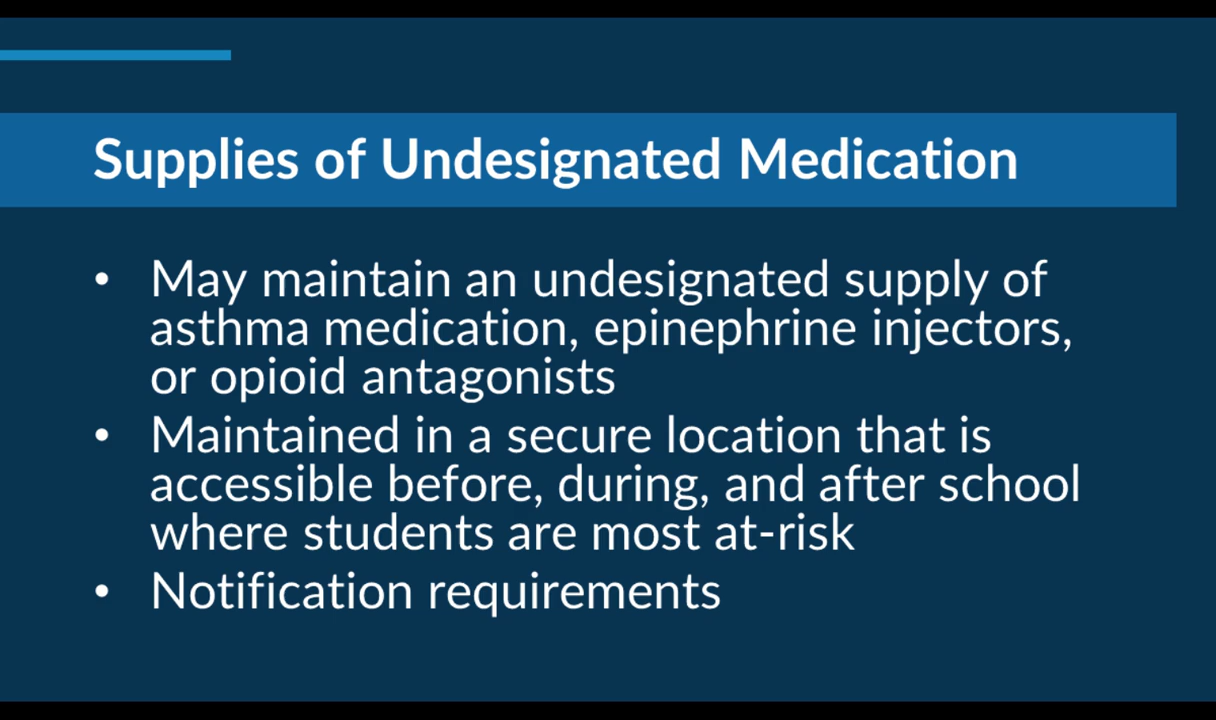 Supplies of Undesignated Medication
• May maintain an undesignated supply of
asthma medication, epinephrine injectors,
or opioid antagonists
• Maintained in a secure location that is
accessible before, during, and after school
where students are most at-risk
• Notification requirements